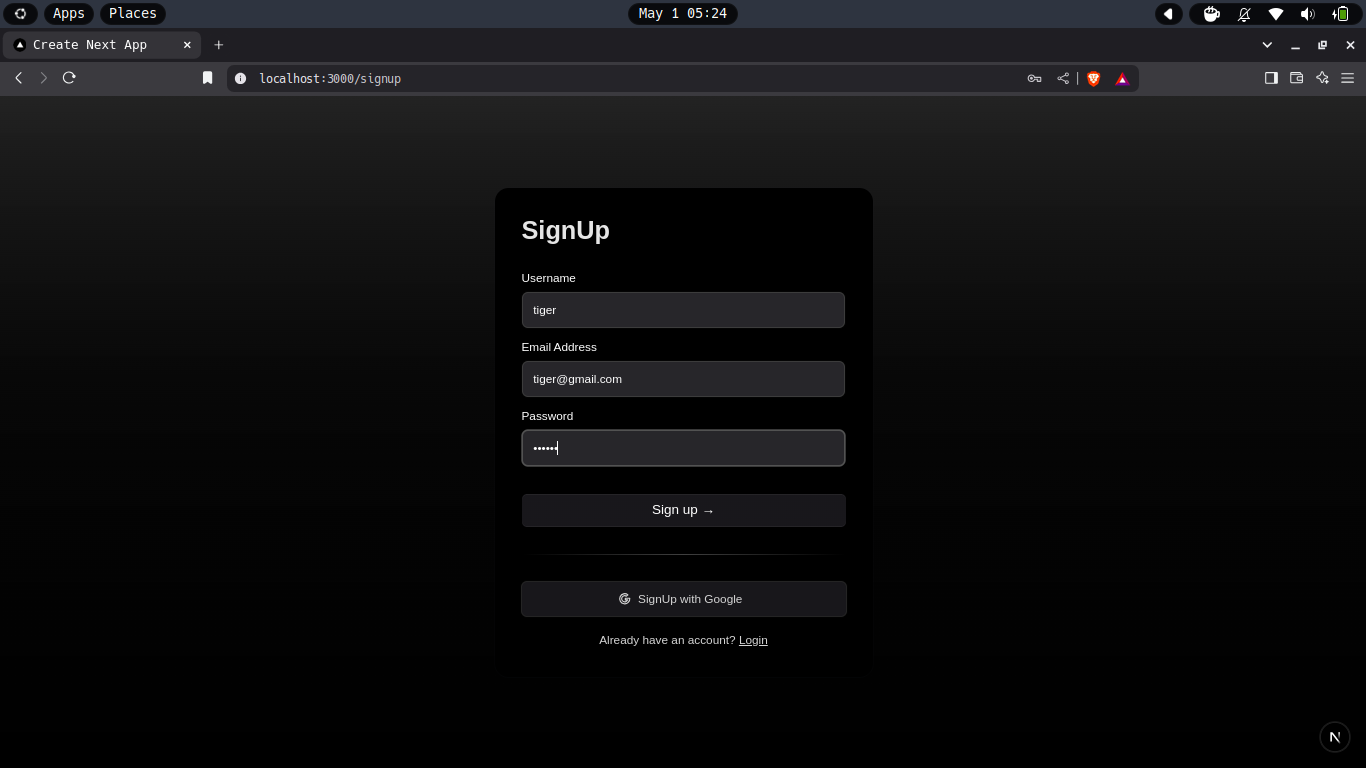 Apps Places May 1 05:24
Create Next App
localhost:3000/signup
SignUp
Username
tiger
Email Address
tiger@gmail.com
Password
••••••
Sign up →
SignUp with Google
Already have an account? Login
N